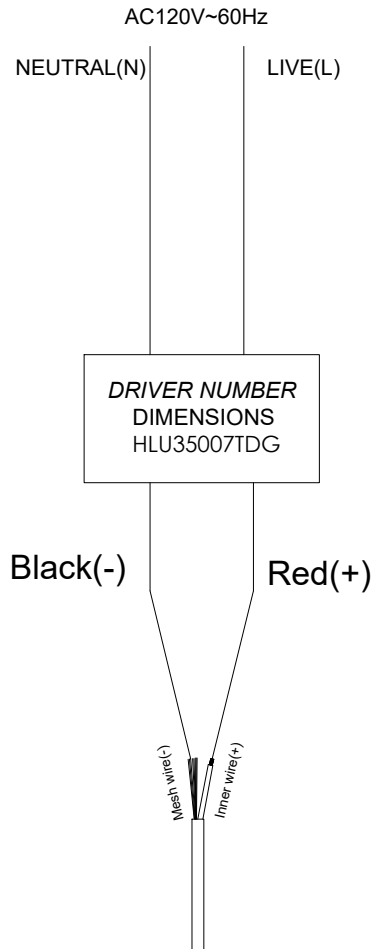 AC120V~60Hz
NEUTRAL(N)
LIVE(L)
DRIVER NUMBER
DIMENSIONS
HLU35007TDG
Black(-)
Red(+)
Mesh wire(-)
Inner wire(+)